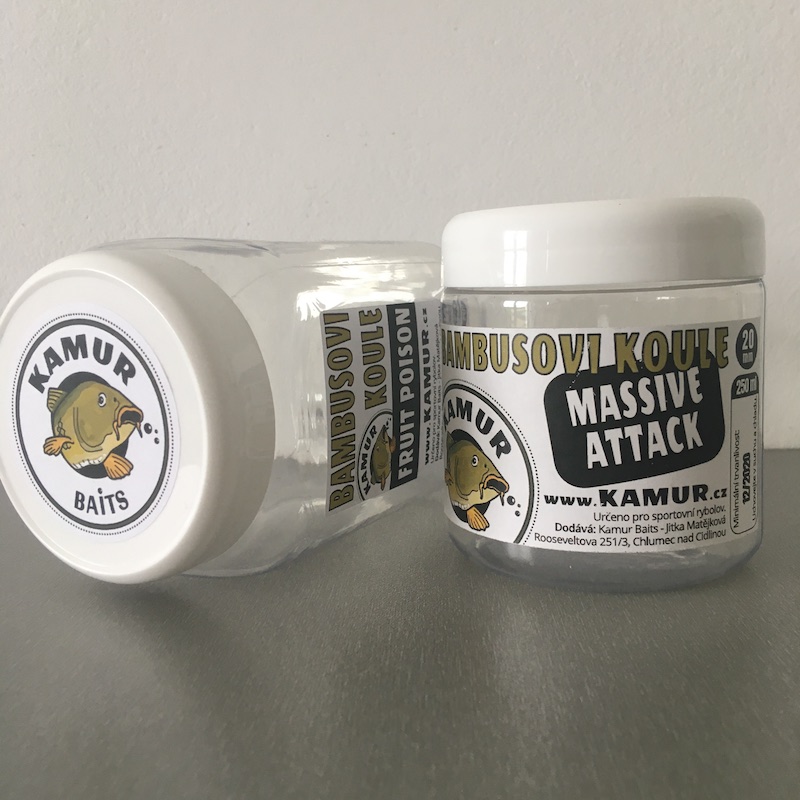 KAMUR
BAITS
BAMBUSOVI
KOULE
KAMUR
FRUIT POISON
www.KAMUR.cz
BAMBUSOVI KOULE
20
mm
250 ml
MASSIVE
ATTACK
KAMUR
www.KAMUR.cz
Určeno pro sportovní rybolov.
Dodává: Kamur Baits - Jitka Matějková
Rooseveltova 251/3, Chlumec nad Cidlinou
Minimální trvanlivost:
12/2020